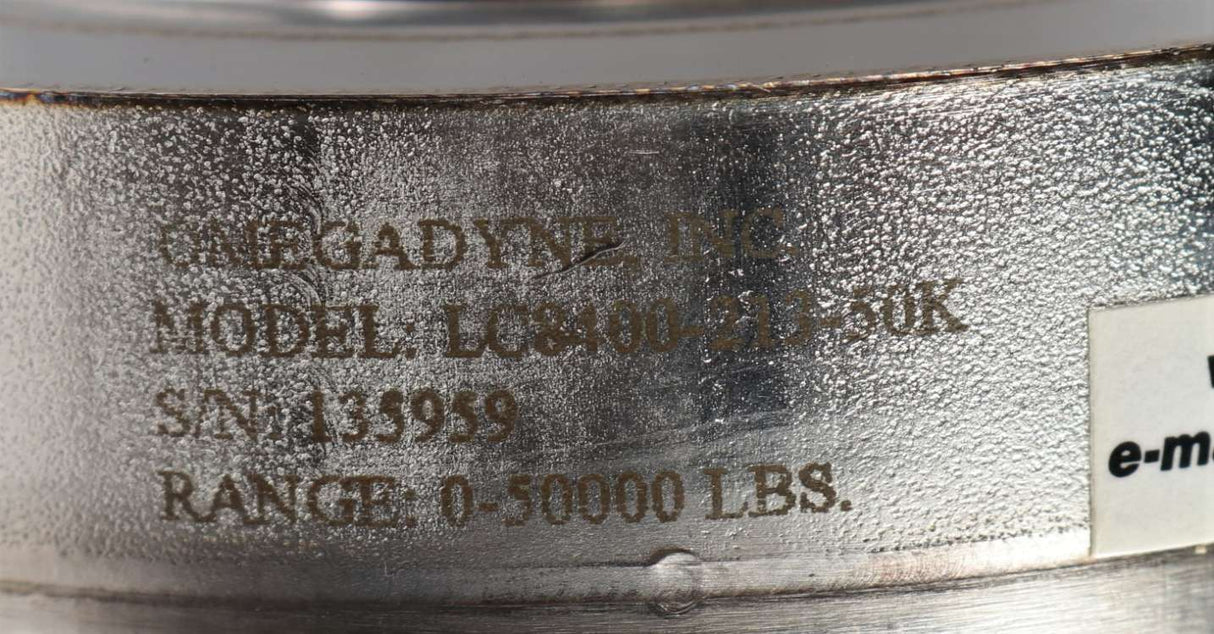 OMEGADYNE, INC.
MODEL: LC8400-213-50K
S/N: 135959
RANGE: 0-50000 LBS.